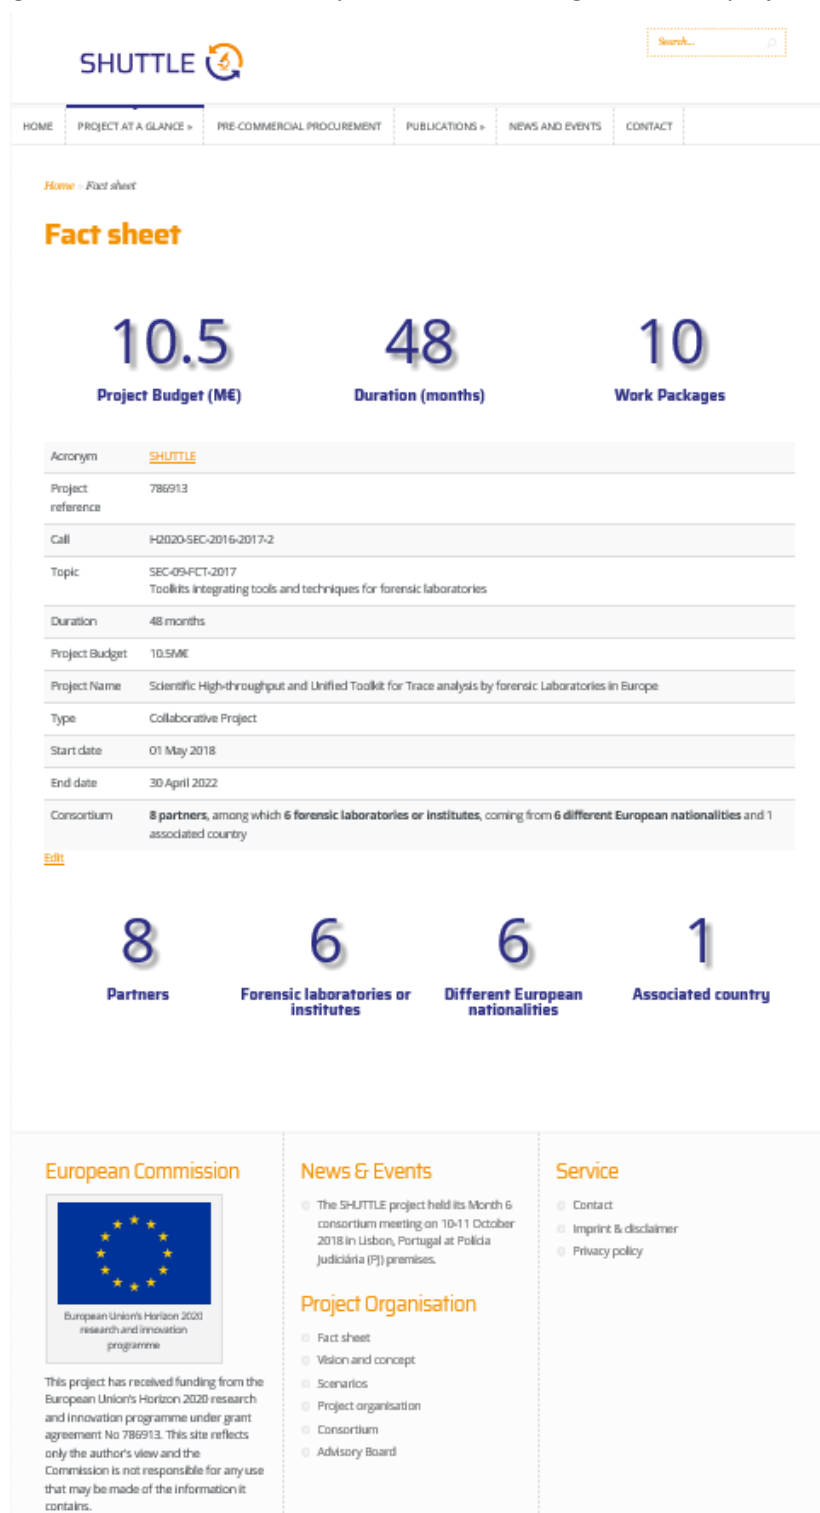 SHUTTLE
Search...
HOME
PROJECT AT A GLANCE »
PRE-COMMERCIAL PROCUREMENT
PUBLICATIONS »
NEWS AND EVENTS
CONTACT
Home » Fact sheet
Fact sheet
10.5
48
10
Project Budget (M€)
Duration (months)
Work Packages
Acronym SHUTTLE
Project reference 786913
Call H2020-SEC-2016-2017-2
Topic SEC-09-FCT-2017
Toolkits integrating tools and techniques for forensic laboratories
Duration 48 months
Project Budget 10.5M€
Project Name Scientific High-throughput and Unified Toolkit for Trace analysis by forensic Laboratories in Europe
Type Collaborative Project
Start date 01 May 2018
End date 30 April 2022
Consortium 8 partners, among which 6 forensic laboratories or institutes, coming from 6 different European nationalities and 1
associated country
Edit
8
6
6
1
Partners
Forensic laboratories or
institutes
Different European
nationalities
Associated country
European Commission
European Union's Horizon 2020
research and innovation
programme
This project has received funding from the
European Union's Horizon 2020 research
and innovation programme under grant
agreement No 786913. This site reflects
only the author's view and the
Commission is not responsible for any use
that may be made of the information it
contains.
News & Events
The SHUTTLE project held its Month 6
consortium meeting on 10-11 October
2018 in Lisbon, Portugal at Polícia
Judiciária (PJ) premises.
Project Organisation
Fact sheet
Vision and concept
Scenarios
Project organisation
Consortium
Advisory Board
Service
Contact
Imprint & disclaimer
Privacy policy